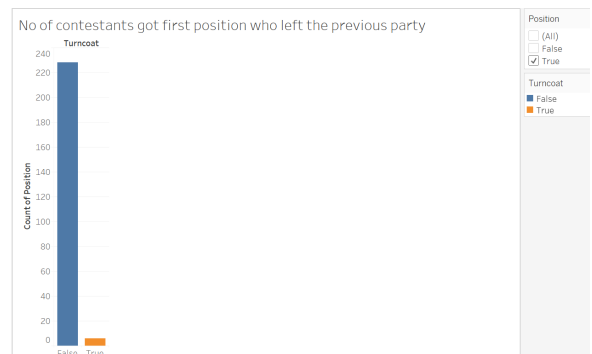 No of contestants got first position who left the previous party
Turncoat
240
220
200
180
160
140
120
100
80
60
40
20
0
Count of Position
False True
Position
(All)
False
True
Turncoat
False
True